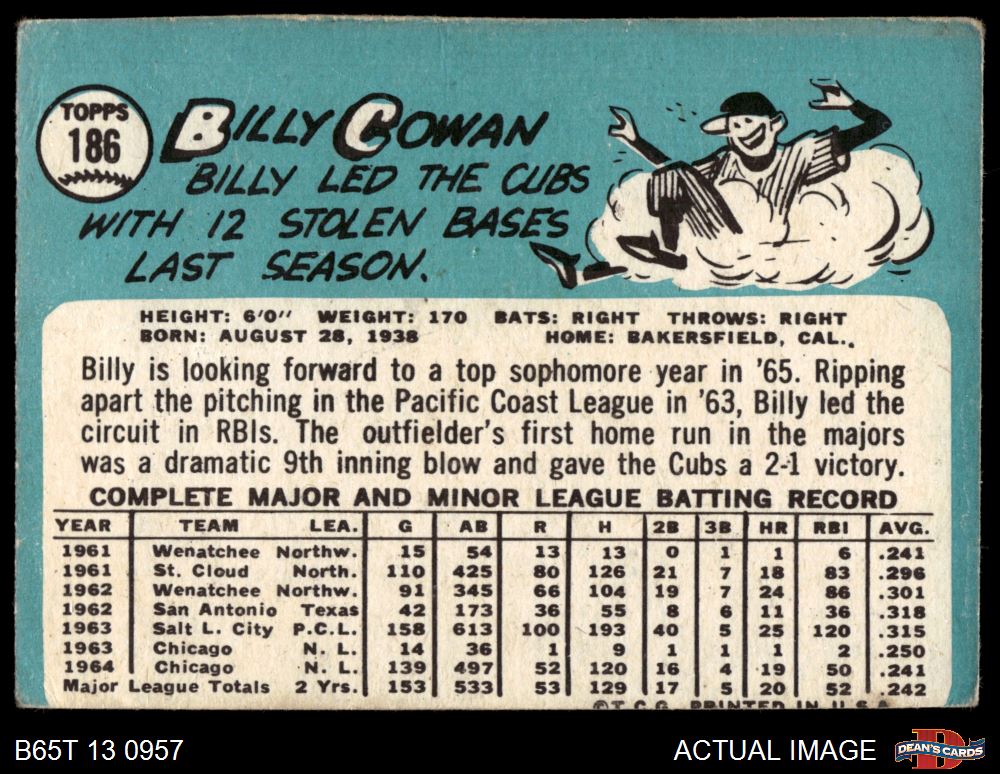 TOPPS
186
BILLY COWAN
BILLY LED THE CUBS
WITH 12 STOLEN BASES
LAST SEASON.
HEIGHT: 6'0" WEIGHT: 170 BATS: RIGHT THROWS: RIGHT
BORN: AUGUST 28, 1938 HOME: BAKERSFIELD, CAL.
Billy is looking forward to a top sophomore year in '65. Ripping
apart the pitching in the Pacific Coast League in '63, Billy led the
circuit in RBIs. The outfielder's first home run in the majors
was a dramatic 9th inning blow and gave the Cubs a 2-1 victory.
COMPLETE MAJOR AND MINOR LEAGUE BATTING RECORD
YEAR TEAM LEA. G AB R H 2B 3B HR RBI AVG.
1961 Wenatchee Northw. 15 54 13 13 0 1 1 6 .241
1961 St. Cloud North. 110 425 80 126 21 7 18 83 .296
1962 Wenatchee Northw. 91 345 66 104 19 7 24 86 .301
1962 San Antonio Texas 42 173 36 55 8 6 11 36 .318
1963 Salt L. City P.C.L. 158 613 100 193 40 5 25 120 .315
1963 Chicago N. L. 14 36 1 9 1 1 1 2 .250
1964 Chicago N. L. 139 497 52 120 16 4 19 50 .241
Major League Totals 2 Yrs. 153 533 53 129 17 5 20 52 .242
©T.C.G. PRINTED IN U.S.A.
B65T 13 0957
ACTUAL IMAGE
D
DEAN'S CARDS